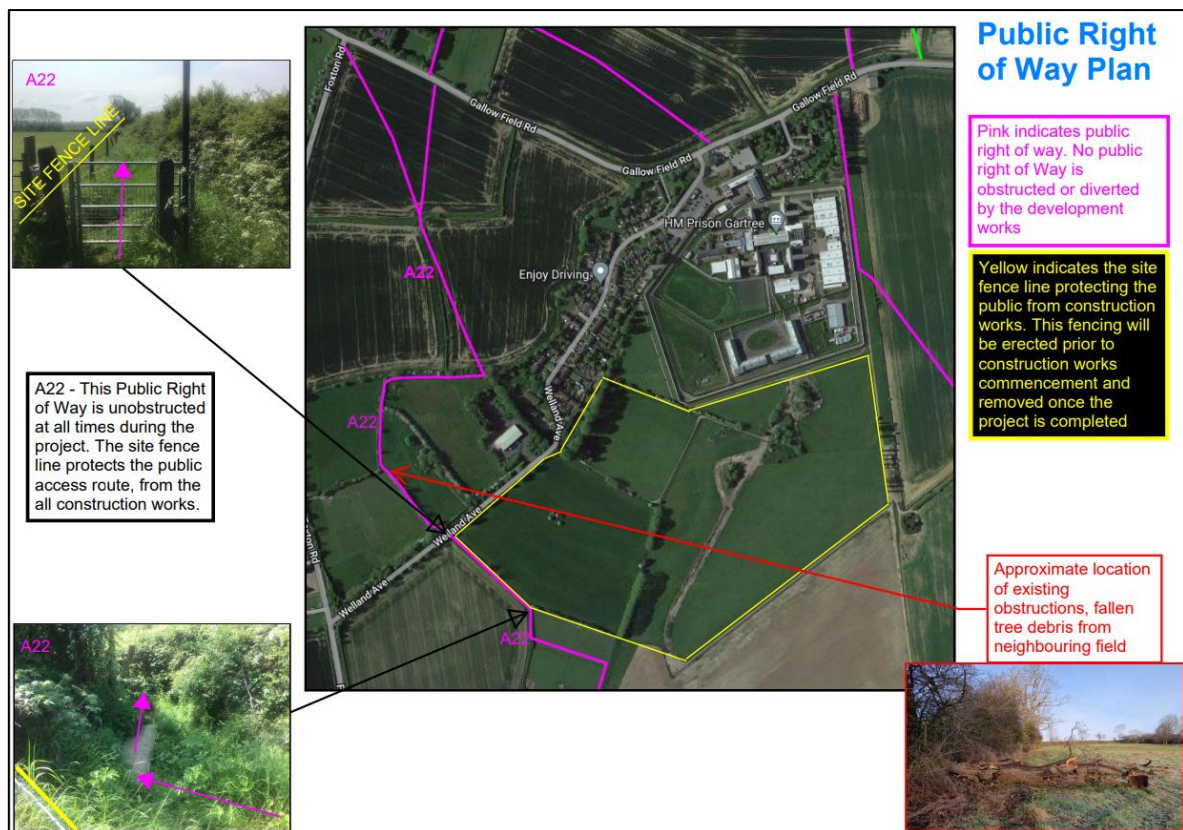 Public Right
of Way Plan
A22
SITE FENCE LINE
Foxton Rd
Gallow Field Rd
Gallow Field Rd
Gallow Field Rd
HM Prison Gartree
Enjoy Driving
A22
Welland Ave
A22
Welland Ave
Welland Ave
A22
Pink indicates public
right of way. No public
right of Way is
obstructed or diverted
by the development
works
Yellow indicates the site
fence line protecting the
public from construction
works. This fencing will
be erected prior to
construction works
commencement and
removed once the
project is completed
A22 - This Public Right
of Way is unobstructed
at all times during the
project. The site fence
line protects the public
access route, from the
all construction works.
Approximate location
of existing
obstructions, fallen
tree debris from
neighbouring field
A22